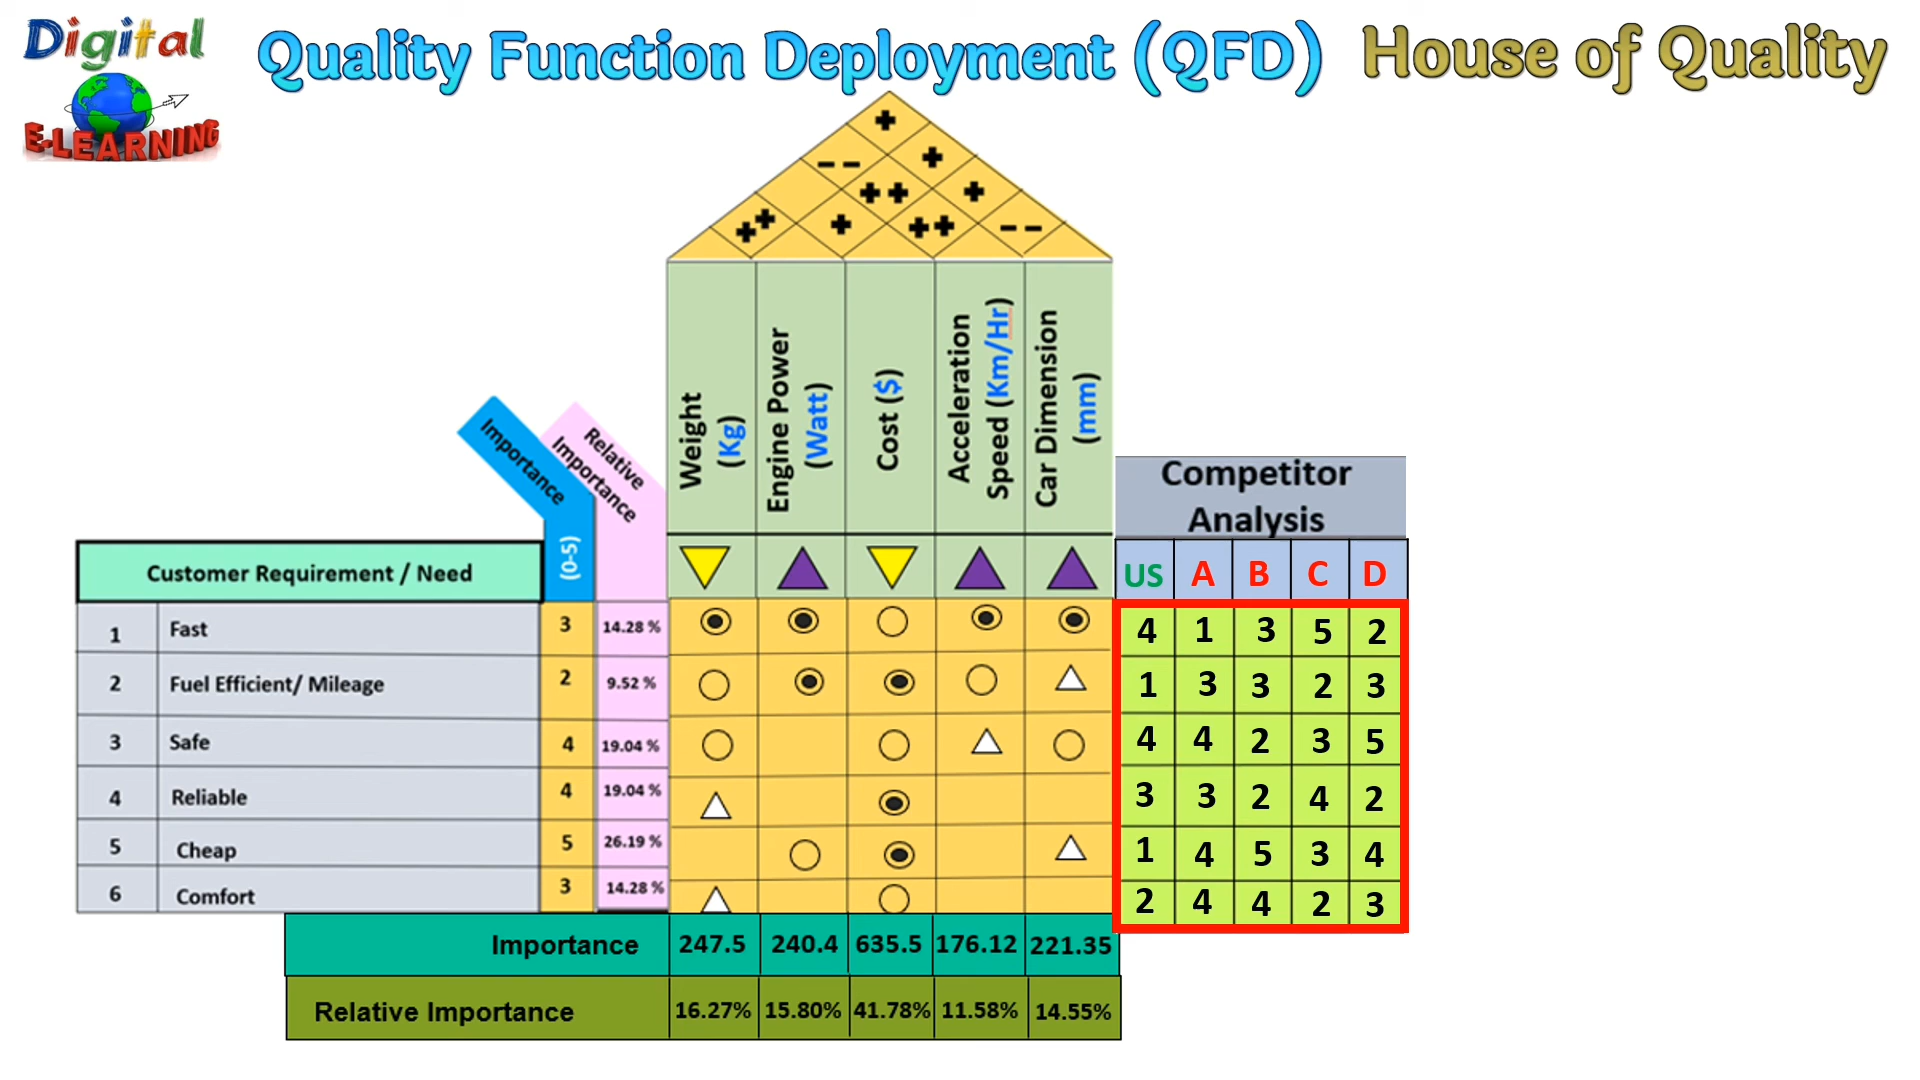 Digital
E-LEARNING
Quality Function Deployment (QFD) House of Quality
+
-- +
++ +
++ + ++ --
Weight
(Kg)
Engine Power
(Watt)
Cost ($)
Acceleration
Speed (Km/Hr)
Car Dimension
(mm)
Importance
(0-5)
Relative
Importance
Competitor
Analysis
Customer Requirement / Need
US A B C D
1 Fast 3 14.28 % 4 1 3 5 2
2 Fuel Efficient/ Mileage 2 9.52 % 1 3 3 2 3
3 Safe 4 19.04 % 4 4 2 3 5
4 Reliable 4 19.04 % 3 3 2 4 2
5 Cheap 5 26.19 % 1 4 5 3 4
6 Comfort 3 14.28 % 2 4 4 2 3
Importance 247.5 240.4 635.5 176.12 221.35
Relative Importance 16.27% 15.80% 41.78% 11.58% 14.55%